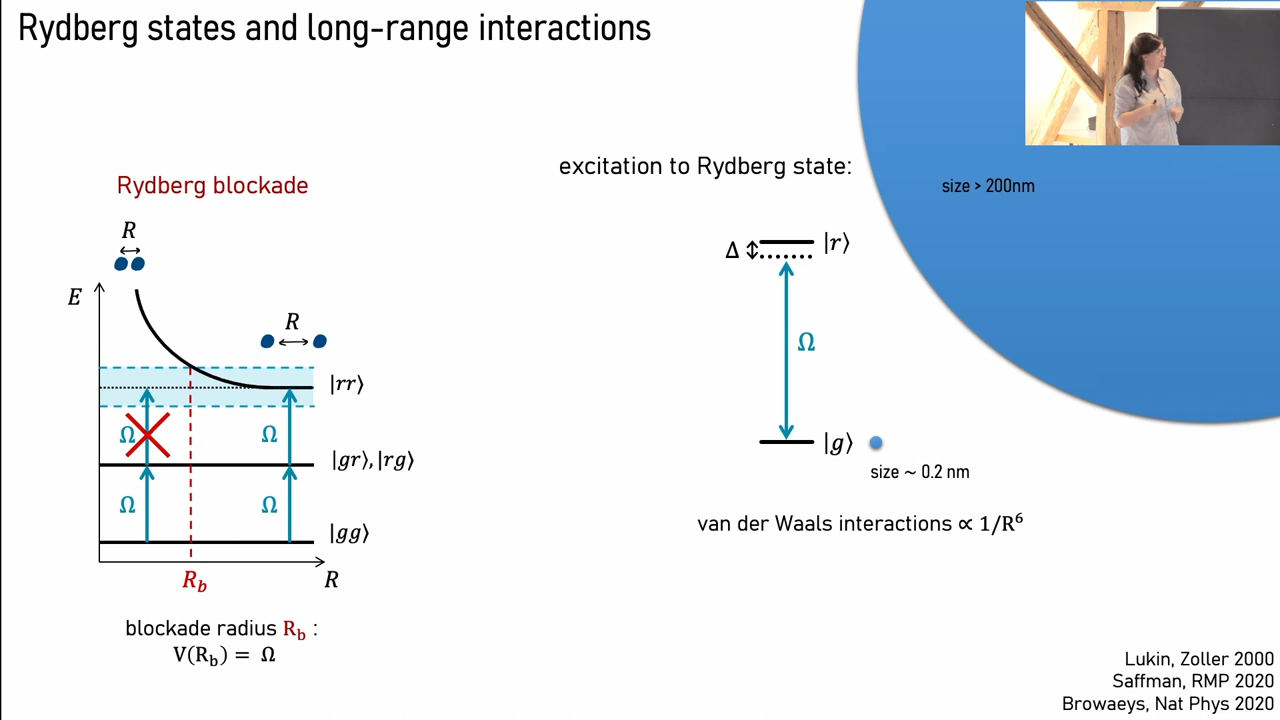 Rydberg states and long-range interactions
Rydberg blockade
R
E
R
|rr⟩
Ω
Ω
|gr⟩, |rg⟩
Ω
Ω
|gg⟩
R_b
R
blockade radius R_b :
V(R_b) = Ω
excitation to Rydberg state:
size > 200nm
Δ
|r⟩
Ω
|g⟩
size ~ 0.2 nm
van der Waals interactions ∝ 1/R⁶
Lukin, Zoller 2000
Saffman, RMP 2020
Browaeys, Nat Phys 2020